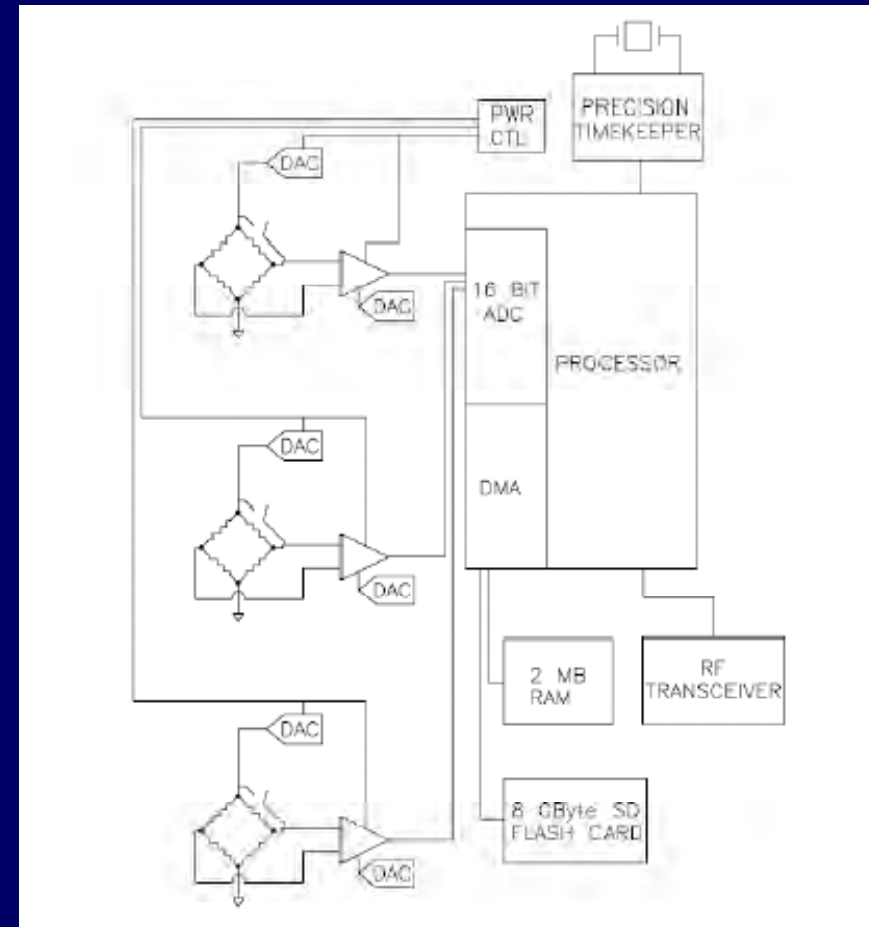 PWR
CTL
PRECISION
TIMEKEEPER
DAC
DAC
16 BIT
ADC
PROCESSOR
DAC
DMA
DAC
2 MB
RAM
RF
TRANSCEIVER
DAC
8 GByte SD
FLASH CARD
DAC